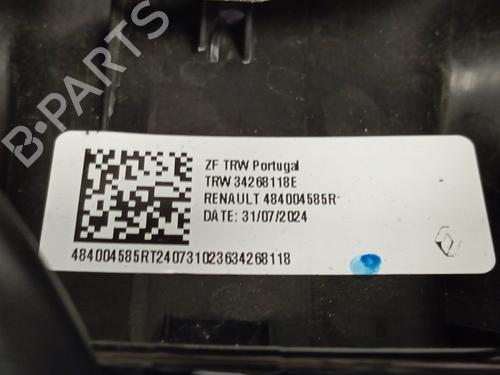 B-PARTS
ZF TRW Portugal
TRW 34268118E
RENAULT 484004585R
DATE: 31/07/2024
484004585RT240731023634268118